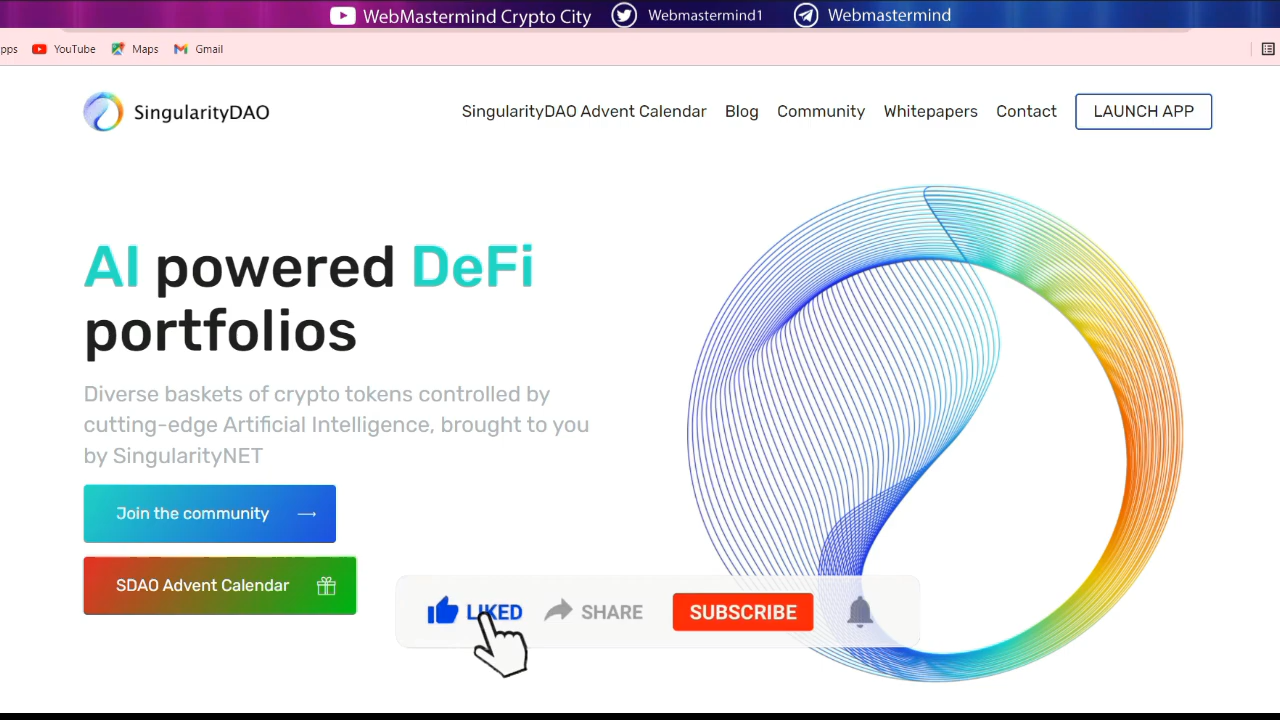 WebMastermind Crypto City Webmastermind1 Webmastermind
pps YouTube Maps Gmail
SingularityDAO SingularityDAO Advent Calendar Blog Community Whitepapers Contact LAUNCH APP
AI powered DeFi
portfolios
Diverse baskets of crypto tokens controlled by
cutting-edge Artificial Intelligence, brought to you
by SingularityNET
Join the community
SDAO Advent Calendar
LIKED SHARE SUBSCRIBE